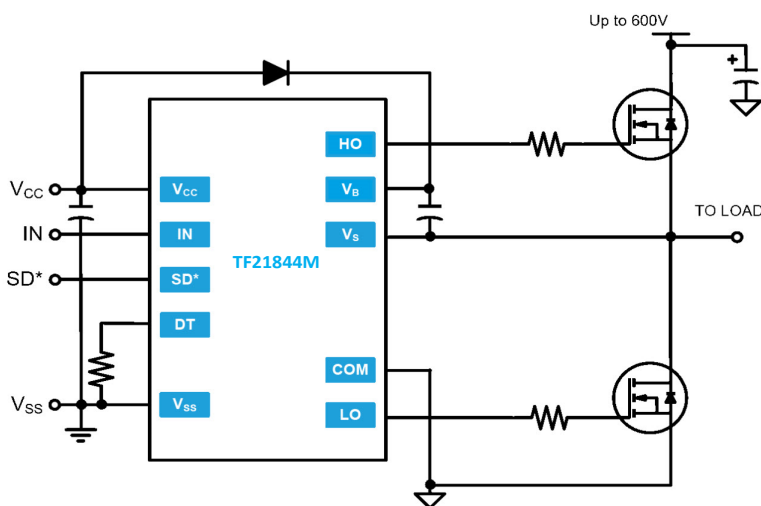 Up to 600V
+
HO
VCC
VCC
VB
TO LOAD
IN
IN
VS
TF21844M
SD*
SD*
DT
COM
VSS
VSS
LO